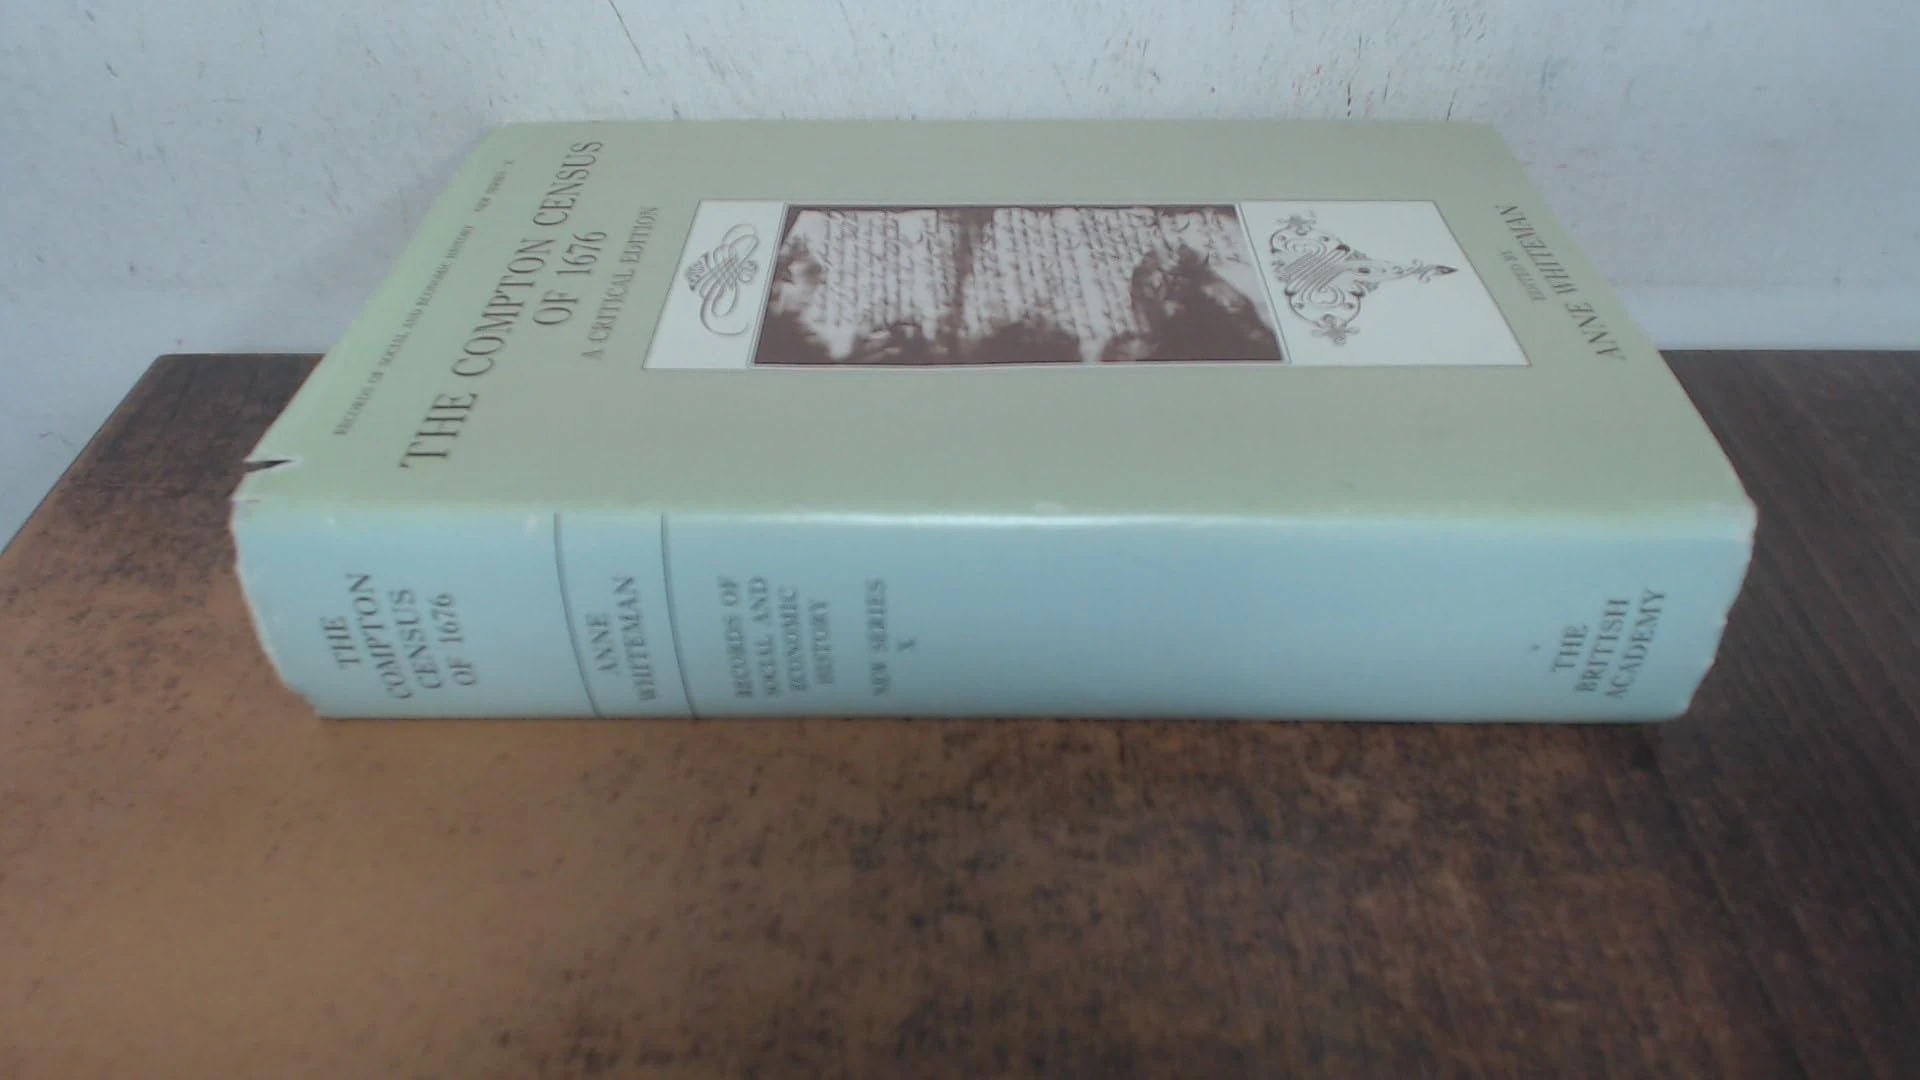 RECORDS OF SOCIAL AND ECONOMIC HISTORY NEW SERIES · X
THE COMPTON CENSUS
OF 1676
A CRITICAL EDITION
EDITED BY
ANNE WHITEMAN
THE
COMPTON
CENSUS
OF 1676
ANNE
WHITEMAN
RECORDS OF
SOCIAL AND
ECONOMIC
HISTORY
NEW SERIES
X
THE
BRITISH
ACADEMY